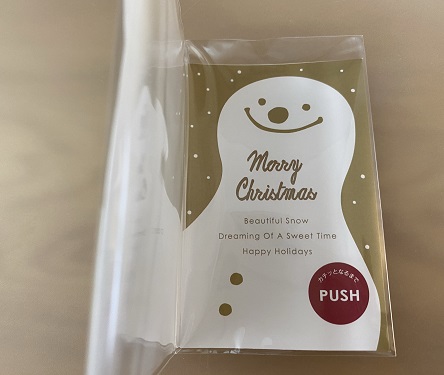 Merry
Christmas
Beautiful Snow
Dreaming Of A Sweet Time
Happy Holidays
カチッとなるまで
PUSH